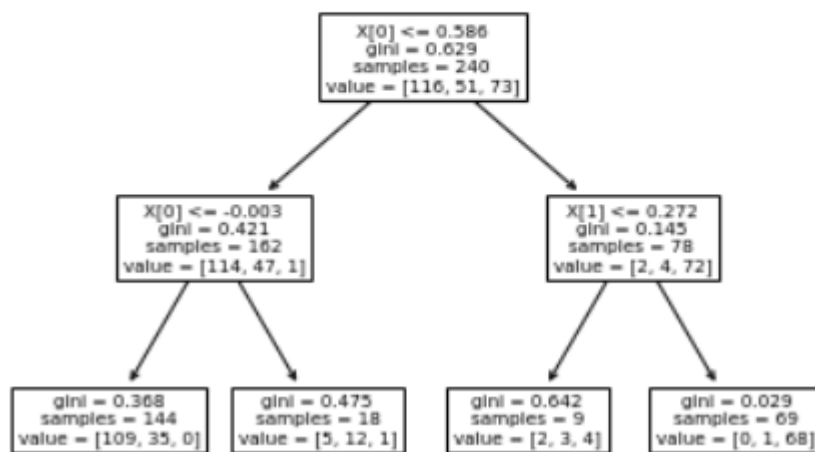 X[0] <= 0.586
gini = 0.629
samples = 240
value = [116, 51, 73]
X[0] <= -0.003
gini = 0.421
samples = 162
value = [114, 47, 1]
X[1] <= 0.272
gini = 0.145
samples = 78
value = [2, 4, 72]
gini = 0.368
samples = 144
value = [109, 35, 0]
gini = 0.475
samples = 18
value = [5, 12, 1]
gini = 0.642
samples = 9
value = [2, 3, 4]
gini = 0.029
samples = 69
value = [0, 1, 68]